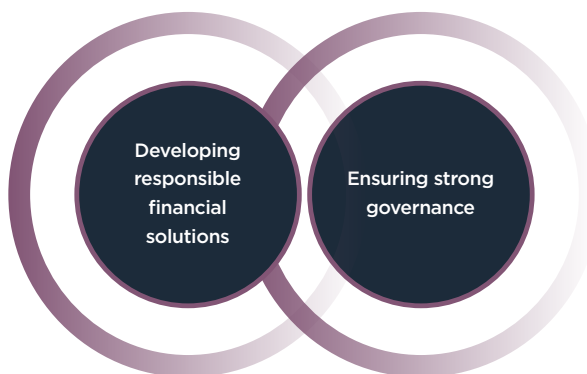 Developing
responsible
financial
solutions
Ensuring strong
governance